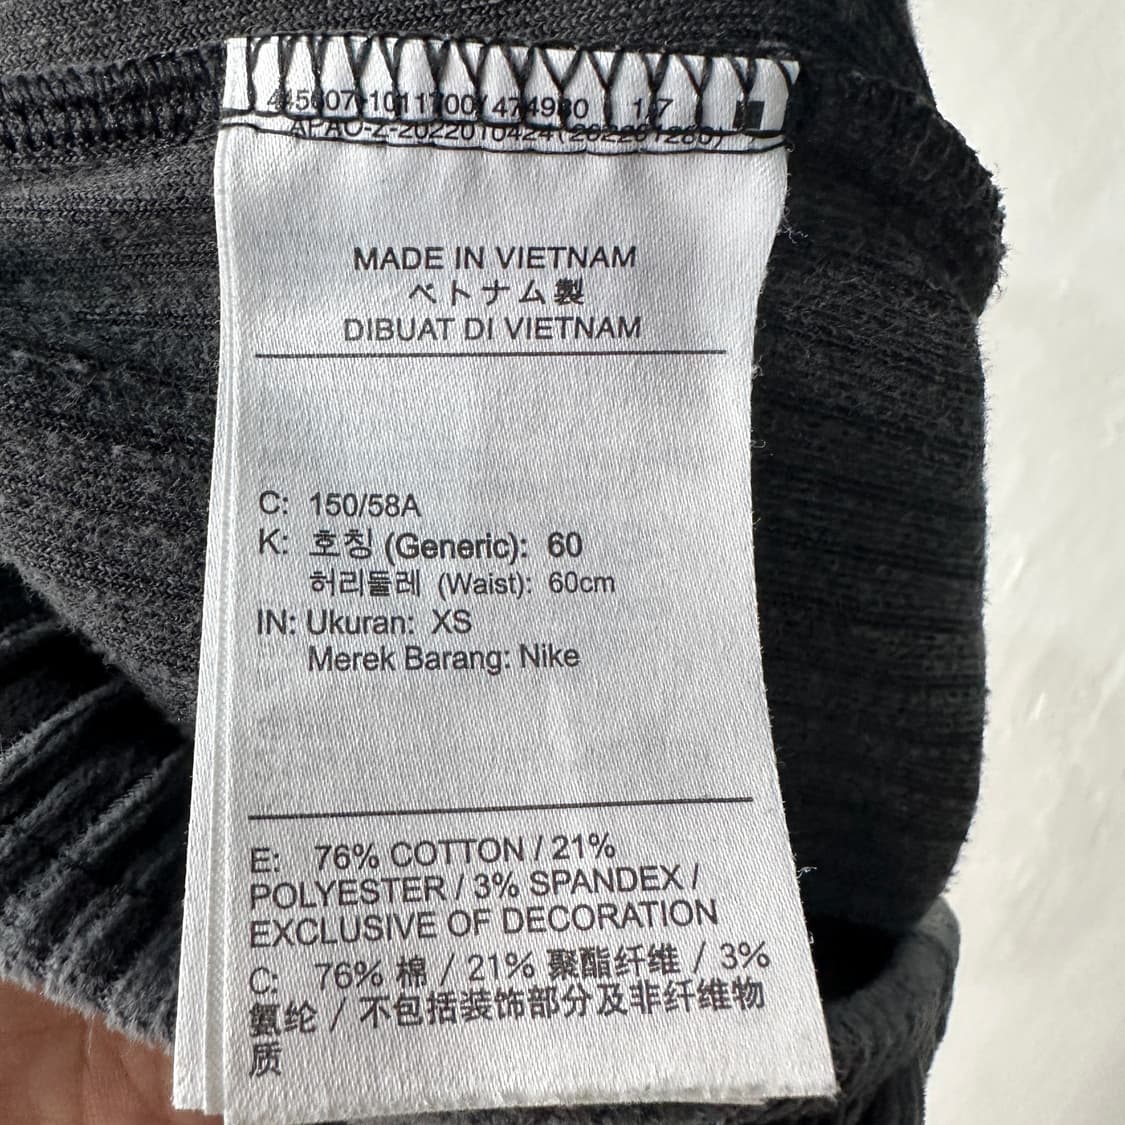 MADE IN VIETNAM
ベトナム製
DIBUAT DI VIETNAM
C: 150/58A
K: 호칭 (Generic): 60
허리둘레 (Waist): 60cm
IN: Ukuran: XS
Merek Barang: Nike
E: 76% COTTON / 21%
POLYESTER / 3% SPANDEX /
EXCLUSIVE OF DECORATION
C: 76% 棉 / 21% 聚酯纤维 / 3%
氨纶 / 不包括装饰部分及非纤维物
质